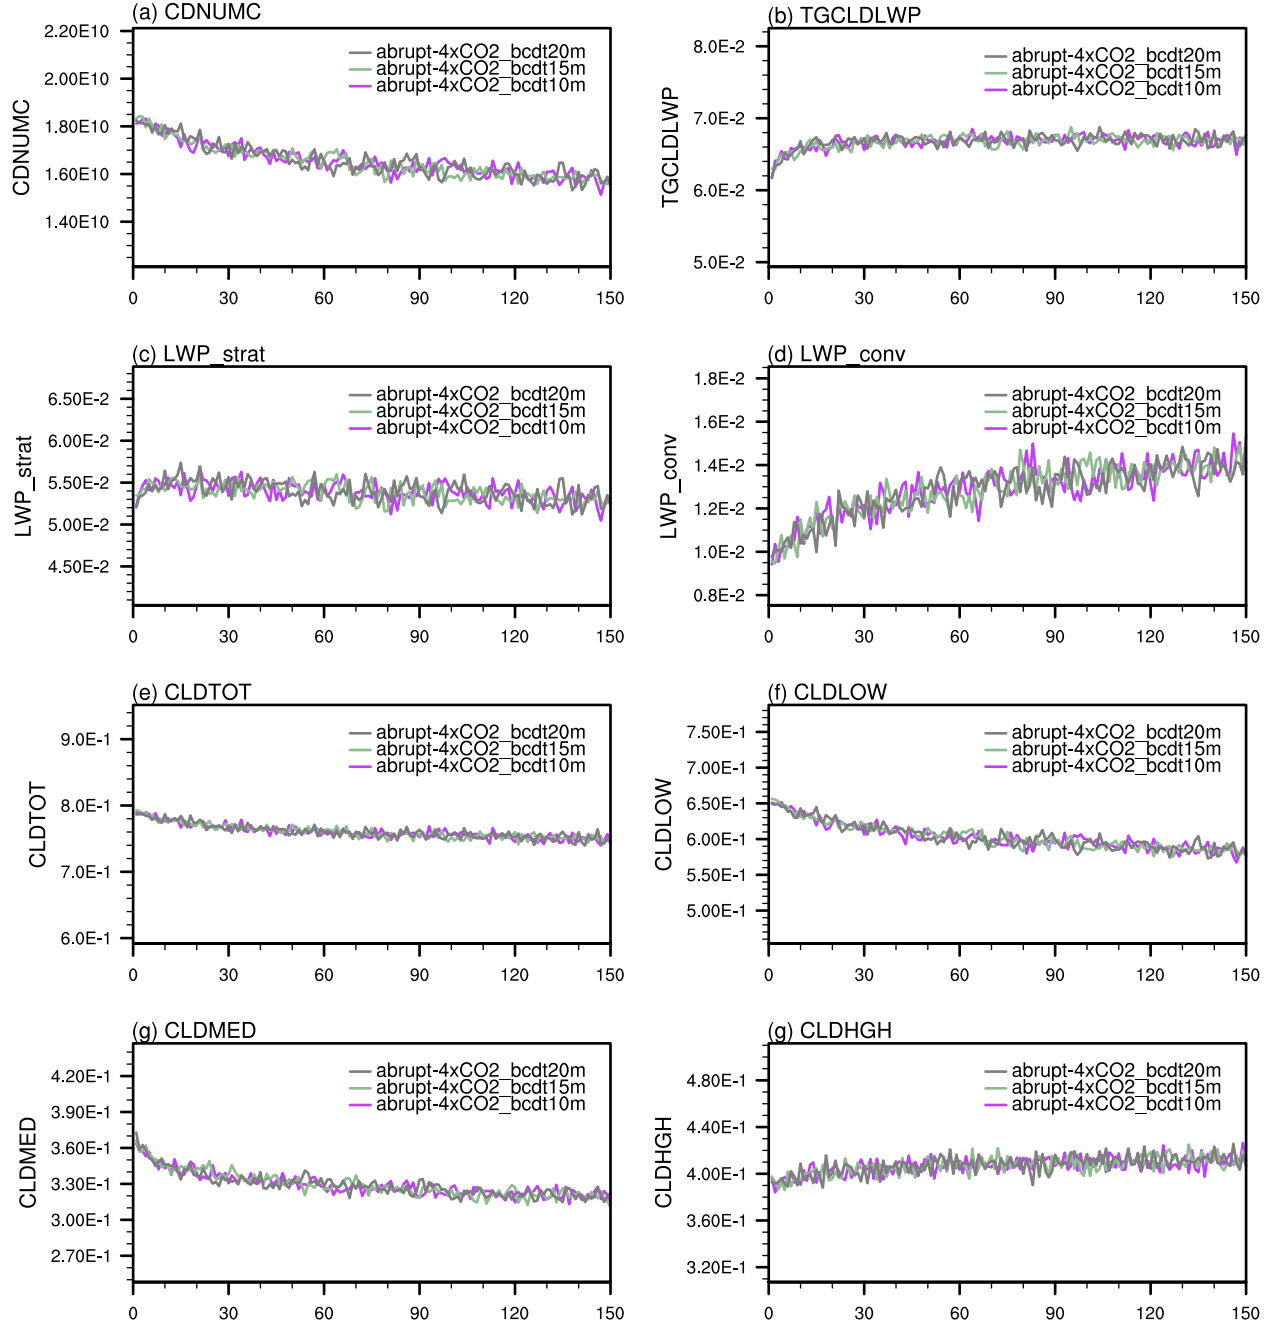 (a) CDNUMC
2.20E10
2.00E10
1.80E10
1.60E10
1.40E10
CDNUMC
abrupt-4xCO2_bcdt20m
abrupt-4xCO2_bcdt15m
abrupt-4xCO2_bcdt10m
0 30 60 90 120 150
(b) TGCLDLWP
8.0E-2
7.0E-2
6.0E-2
5.0E-2
TGCLDLWP
abrupt-4xCO2_bcdt20m
abrupt-4xCO2_bcdt15m
abrupt-4xCO2_bcdt10m
0 30 60 90 120 150
(c) LWP_strat
6.50E-2
6.00E-2
5.50E-2
5.00E-2
4.50E-2
LWP_strat
abrupt-4xCO2_bcdt20m
abrupt-4xCO2_bcdt15m
abrupt-4xCO2_bcdt10m
0 30 60 90 120 150
(d) LWP_conv
1.8E-2
1.6E-2
1.4E-2
1.2E-2
1.0E-2
0.8E-2
LWP_conv
abrupt-4xCO2_bcdt20m
abrupt-4xCO2_bcdt15m
abrupt-4xCO2_bcdt10m
0 30 60 90 120 150
(e) CLDTOT
9.0E-1
8.0E-1
7.0E-1
6.0E-1
CLDTOT
abrupt-4xCO2_bcdt20m
abrupt-4xCO2_bcdt15m
abrupt-4xCO2_bcdt10m
0 30 60 90 120 150
(f) CLDLOW
7.50E-1
7.00E-1
6.50E-1
6.00E-1
5.50E-1
5.00E-1
CLDLOW
abrupt-4xCO2_bcdt20m
abrupt-4xCO2_bcdt15m
abrupt-4xCO2_bcdt10m
0 30 60 90 120 150
(g) CLDMED
4.20E-1
3.90E-1
3.60E-1
3.30E-1
3.00E-1
2.70E-1
CLDMED
abrupt-4xCO2_bcdt20m
abrupt-4xCO2_bcdt15m
abrupt-4xCO2_bcdt10m
0 30 60 90 120 150
(g) CLDHGH
4.80E-1
4.40E-1
4.00E-1
3.60E-1
3.20E-1
CLDHGH
abrupt-4xCO2_bcdt20m
abrupt-4xCO2_bcdt15m
abrupt-4xCO2_bcdt10m
0 30 60 90 120 150